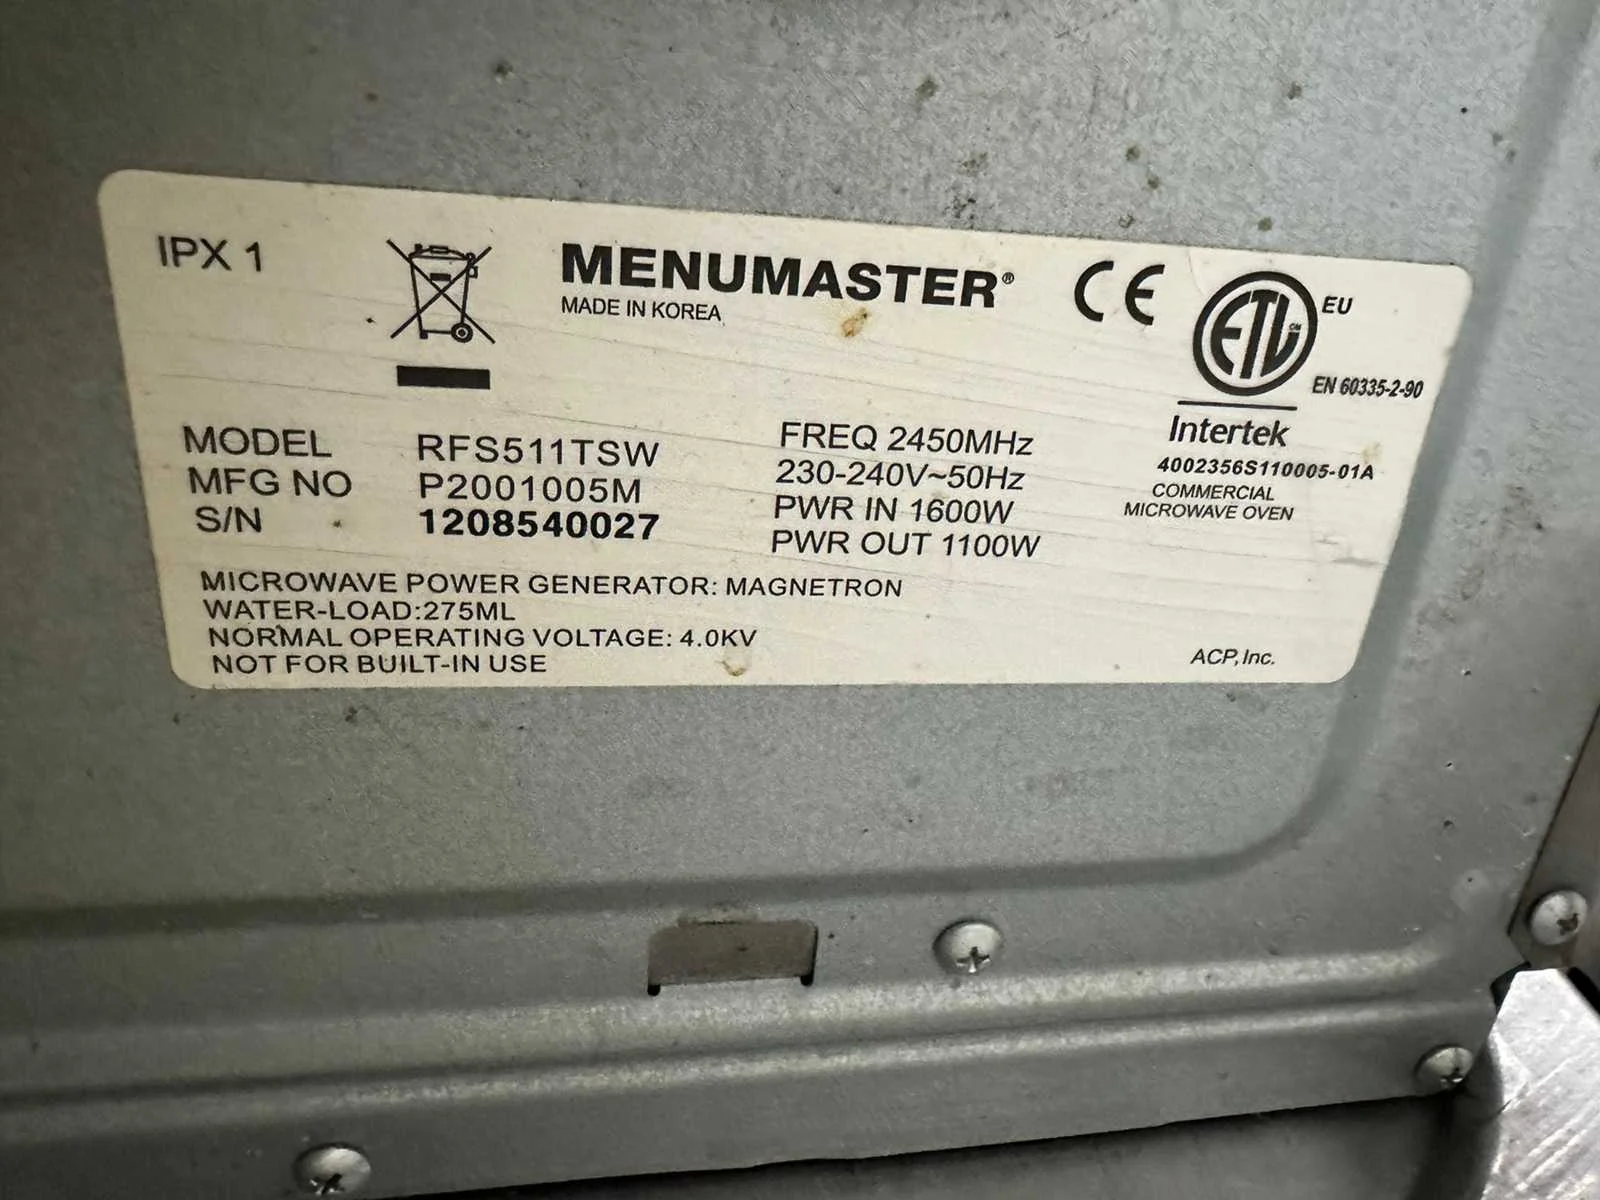 IPX 1
MENUMASTER®
MADE IN KOREA
CE
ETL CM
EU
EN 60335-2-90
Intertek
4002356S110005-01A
COMMERCIAL
MICROWAVE OVEN
MODEL RFS511TSW
MFG NO P2001005M
S/N 1208540027
FREQ 2450MHz
230-240V~50Hz
PWR IN 1600W
PWR OUT 1100W
MICROWAVE POWER GENERATOR: MAGNETRON
WATER-LOAD:275ML
NORMAL OPERATING VOLTAGE: 4.0KV
NOT FOR BUILT-IN USE
ACP, Inc.